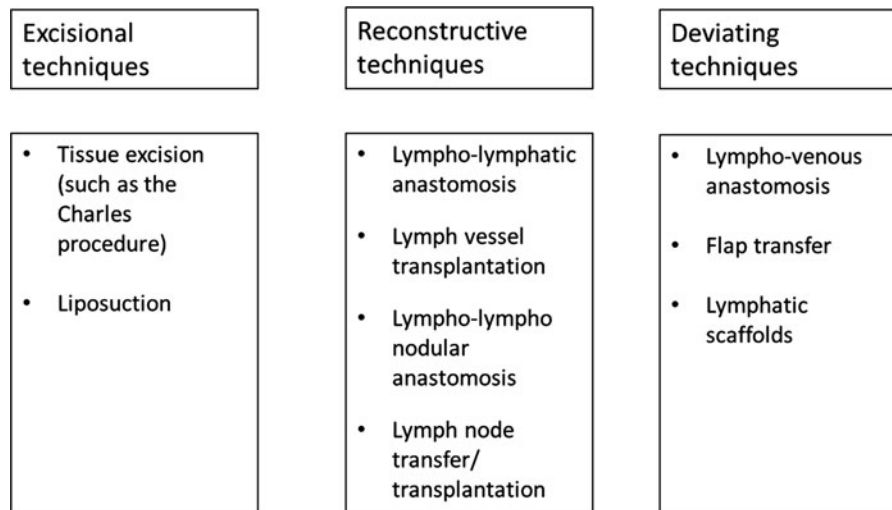 Excisional
techniques
• Tissue excision
(such as the
Charles
procedure)
• Liposuction
Reconstructive
techniques
• Lympho-lymphatic
anastomosis
• Lymph vessel
transplantation
• Lympho-lympho
nodular
anastomosis
• Lymph node
transfer/
transplantation
Deviating
techniques
• Lympho-venous
anastomosis
• Flap transfer
• Lymphatic
scaffolds